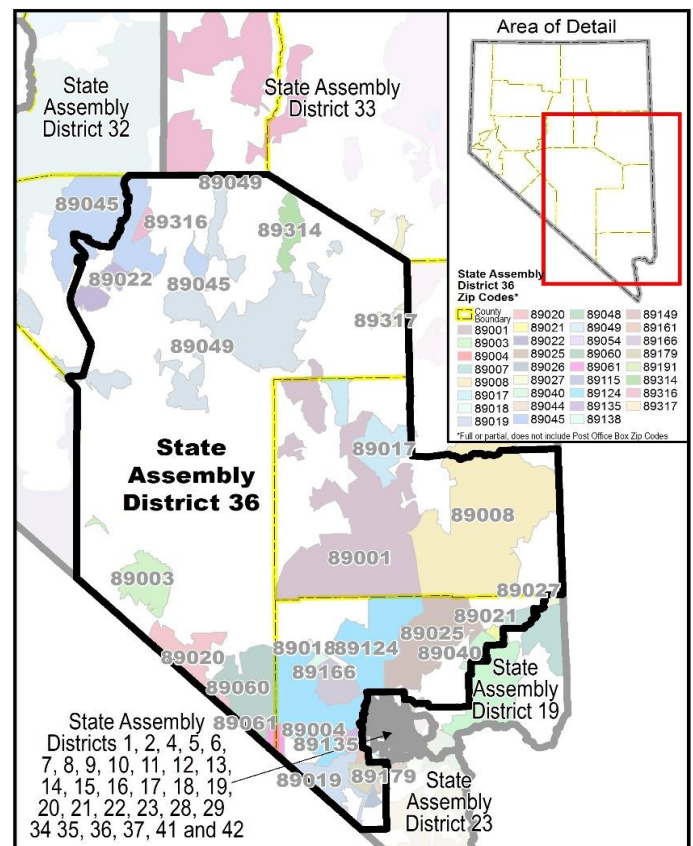 Area of Detail
State
Assembly
District 32
State Assembly
District 33
89049
89045
89316
89314
89022
89045
89317
89049
State Assembly
District 36
Zip Codes*
County
Boundary
89001
89003
89004
89007
89008
89017
89018
89019
89020
89021
89022
89025
89026
89027
89040
89044
89045
89048
89049
89054
89060
89061
89115
89124
89135
89138
89149
89161
89166
89179
89191
89314
89316
89317
*Full or partial, does not include Post Office Box Zip Codes
State
Assembly
District 36
89017
89008
89001
89003
89027
89021
89025
89018
89124
89040
89020
89166
89060
State
Assembly
District 19
89061
89004
89135
State Assembly
Districts 1, 2, 4, 5, 6,
7, 8, 9, 10, 11, 12, 13,
14, 15, 16, 17, 18, 19,
20, 21, 22, 23, 28, 29
34 35, 36, 37, 41 and 42
89019
89179
State
Assembly
District 23